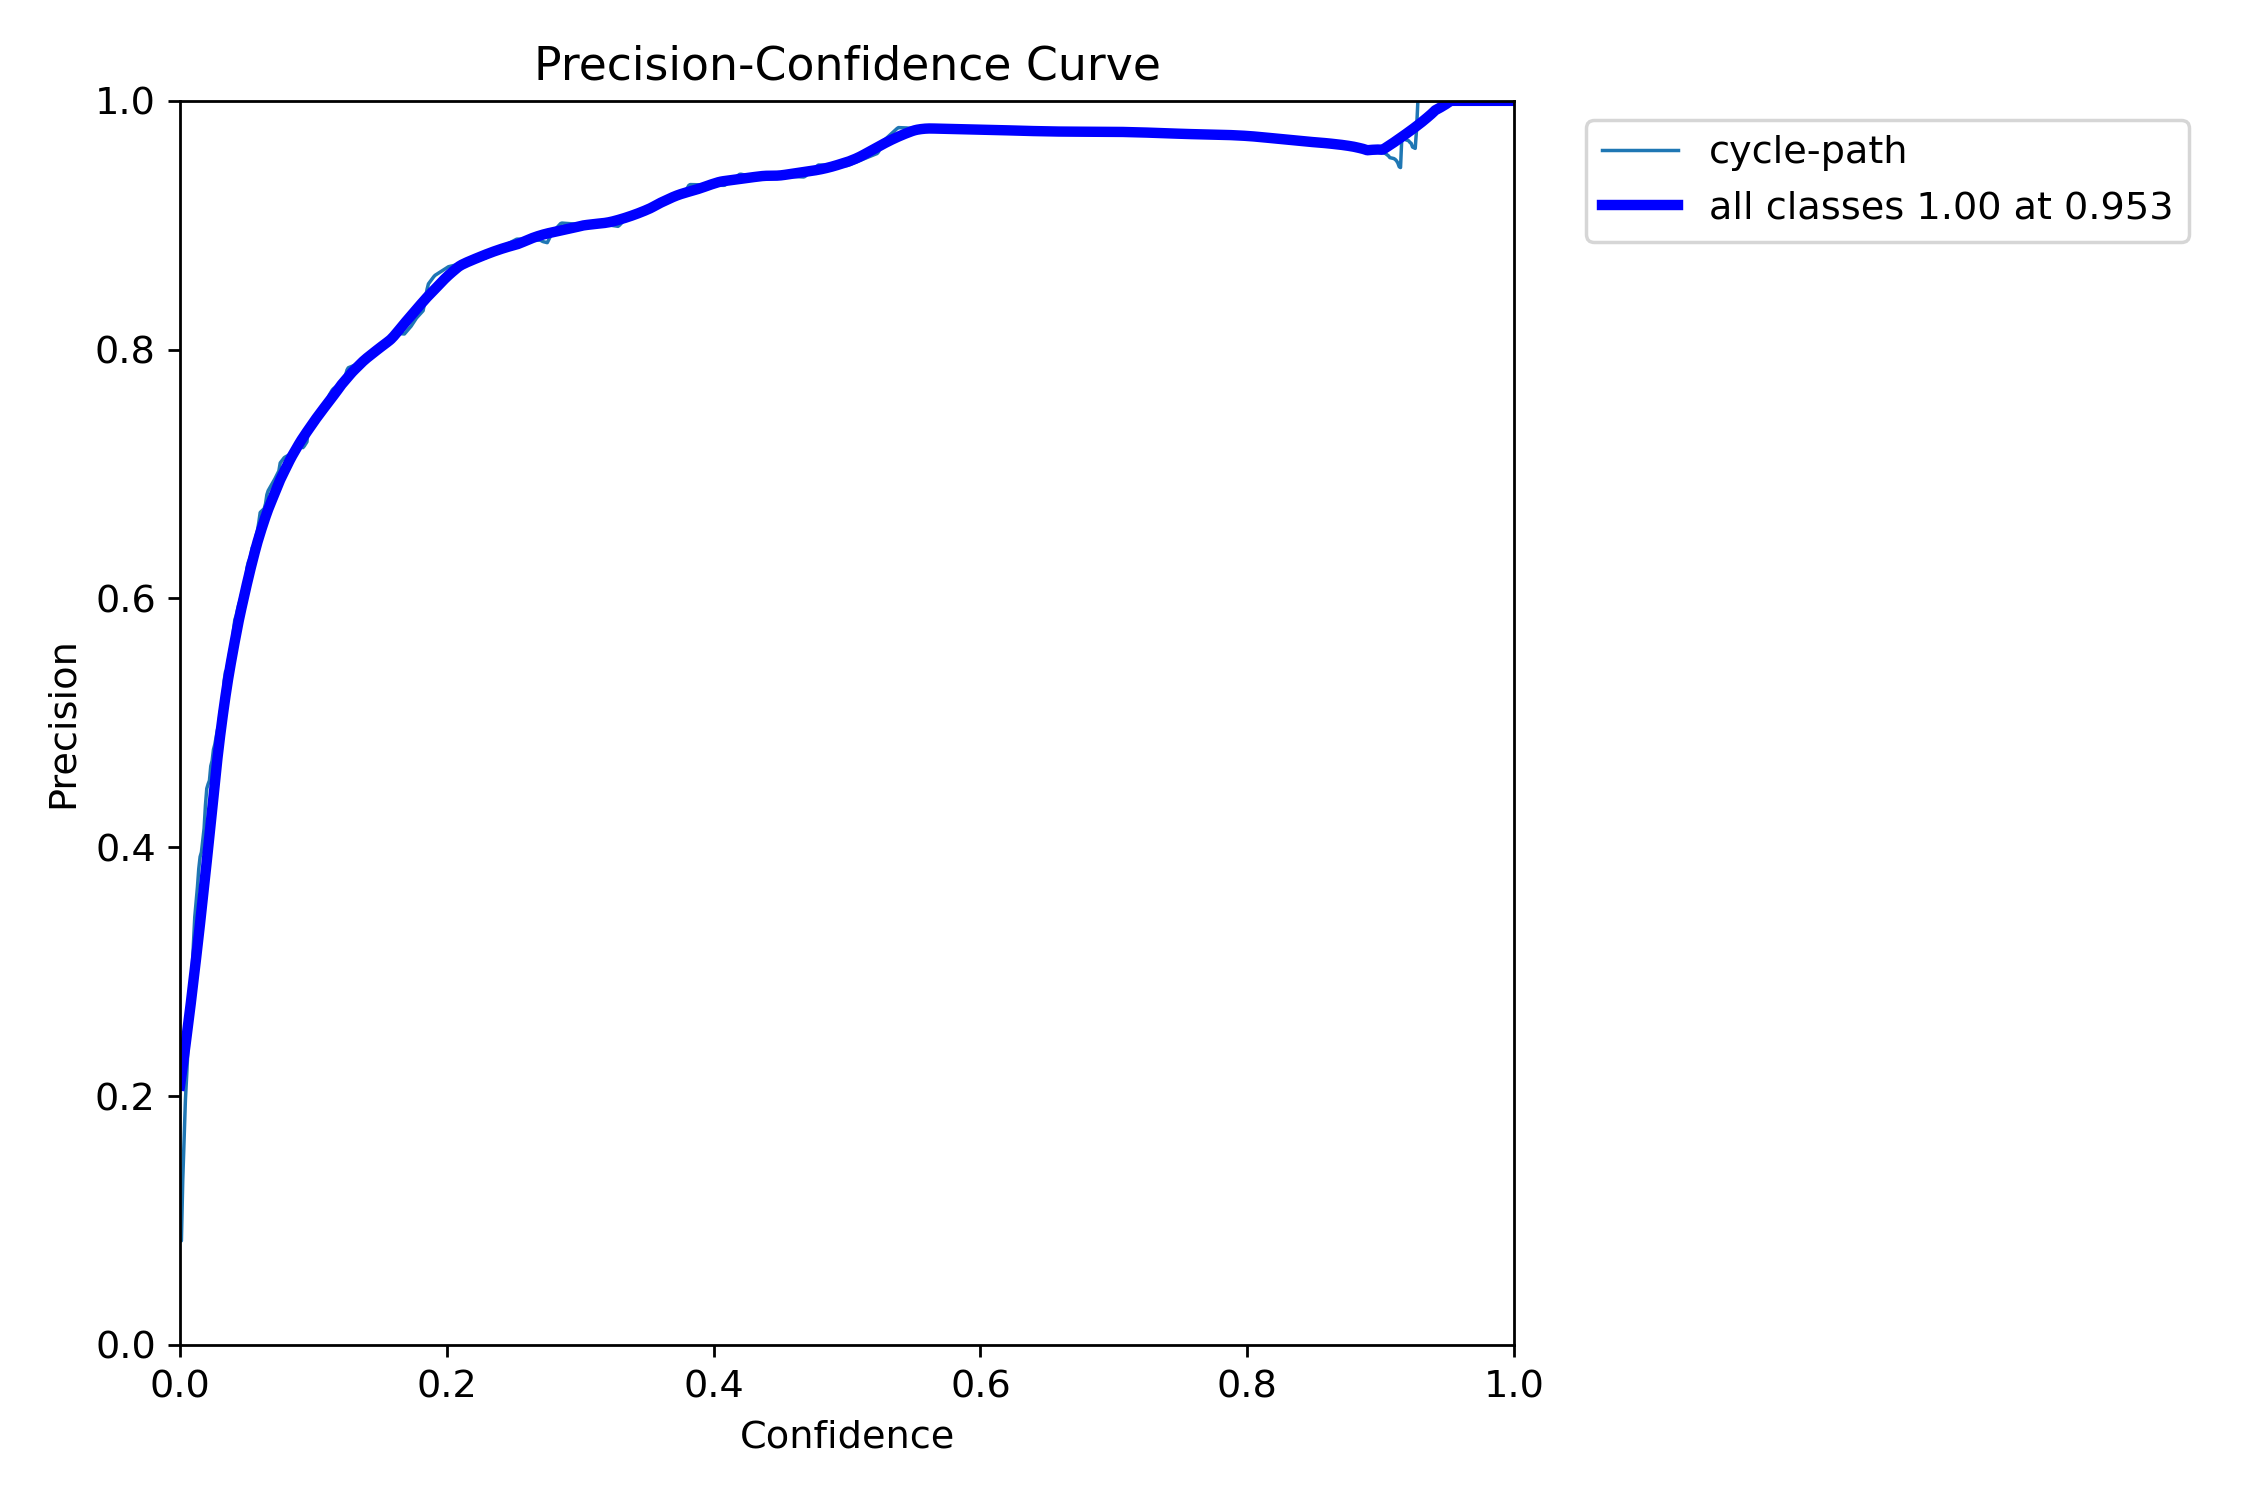 Precision-Confidence Curve
cycle-path
all classes 1.00 at 0.953
Precision
1.0
0.8
0.6
0.4
0.2
0.0
0.0 0.2 0.4 0.6 0.8 1.0
Confidence